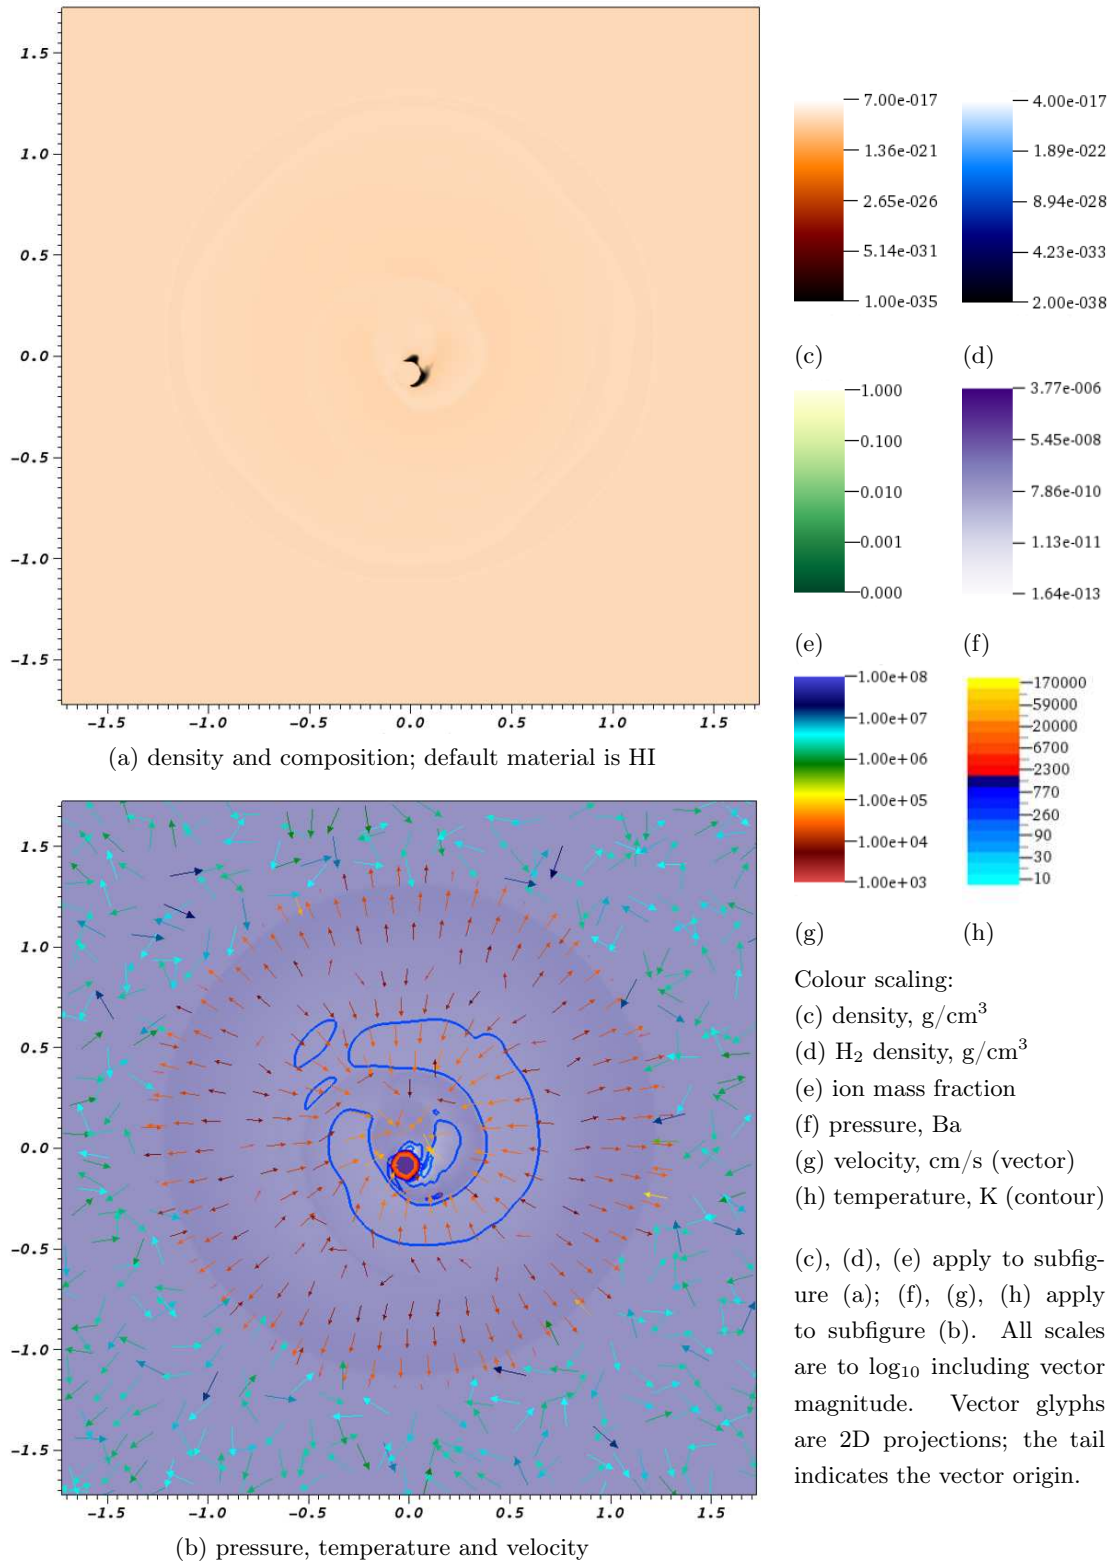 1.5
1.0
0.5
0.0
−0.5
−1.0
−1.5
−1.5 −1.0 −0.5 0.0 0.5 1.0 1.5
(a) density and composition; default material is HI
7.00e-017
1.36e-021
2.65e-026
5.14e-031
1.00e-035
(c)
4.00e-017
1.89e-022
8.94e-028
4.23e-033
2.00e-038
(d)
1.000
0.100
0.010
0.001
0.000
(e)
3.77e-006
5.45e-008
7.86e-010
1.13e-011
1.64e-013
(f)
1.00e+08
1.00e+07
1.00e+06
1.00e+05
1.00e+04
1.00e+03
(g)
170000
59000
20000
6700
2300
770
260
90
30
10
(h)
1.5
1.0
0.5
0.0
−0.5
−1.0
−1.5
−1.5 −1.0 −0.5 0.0 0.5 1.0 1.5
(b) pressure, temperature and velocity
Colour scaling:
(c) density, g/cm³
(d) H₂ density, g/cm³
(e) ion mass fraction
(f) pressure, Ba
(g) velocity, cm/s (vector)
(h) temperature, K (contour)
(c), (d), (e) apply to subfig-
ure (a); (f), (g), (h) apply
to subfigure (b). All scales
are to log₁₀ including vector
magnitude. Vector glyphs
are 2D projections; the tail
indicates the vector origin.